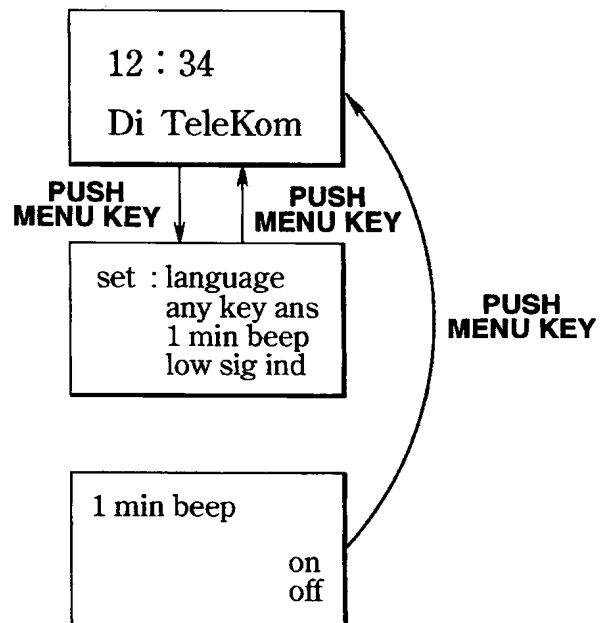 12 : 34
Di TeleKom
PUSH
MENU KEY
PUSH
MENU KEY
set : language
any key ans
1 min beep
low sig ind
PUSH
MENU KEY
1 min beep
on
off